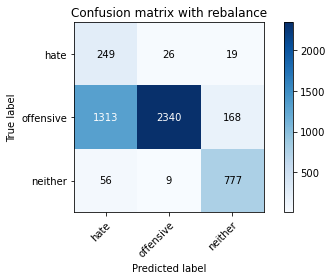 Confusion matrix with rebalance
True label
hate 249 26 19
offensive 1313 2340 168
neither 56 9 777
hate offensive neither
Predicted label
2000
1500
1000
500